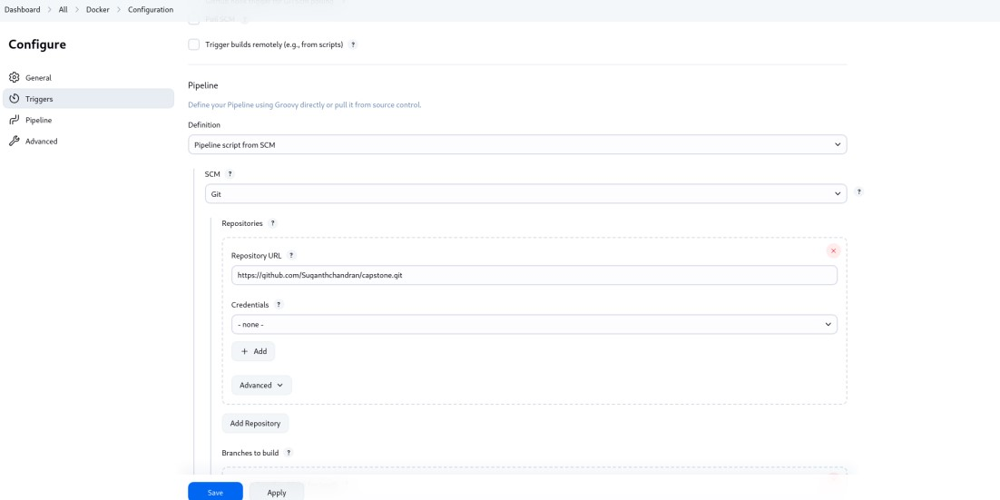 Dashboard > All > Docker > Configuration
Configure
General
Triggers
Pipeline
Advanced
Poll SCM ?
Trigger builds remotely (e.g., from scripts) ?
Pipeline
Define your Pipeline using Groovy directly or pull it from source control.
Definition
Pipeline script from SCM
SCM ?
Git
?
Repositories ?
Repository URL ?
https://github.com/Suganthchandran/capstone.git
Credentials ?
- none -
+ Add
Advanced
Add Repository
Branches to build ?
Save
Apply